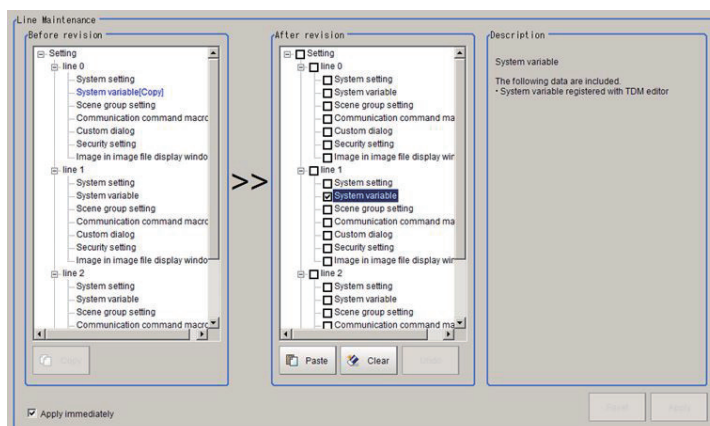 Line Maintenance
Before revision
Setting
line 0
System setting
System variable[Copy]
Scene group setting
Communication command macro
Custom dialog
Security setting
Image in image file display windo
line 1
System setting
System variable
Scene group setting
Communication command macro
Custom dialog
Security setting
Image in image file display windo
line 2
System setting
System variable
Scene group setting
Communication command macro
Copy
>>
After revision
Setting
line 0
System setting
System variable
Scene group setting
Communication command ma
Custom dialog
Security setting
Image in image file display win
line 1
System setting
System variable
Scene group setting
Communication command ma
Custom dialog
Security setting
Image in image file display win
line 2
System setting
System variable
Scene group setting
Communication command ma
Paste
Clear
Description
System variable
The following data are included.
・System variable registered with TDM editor
Apply immediately